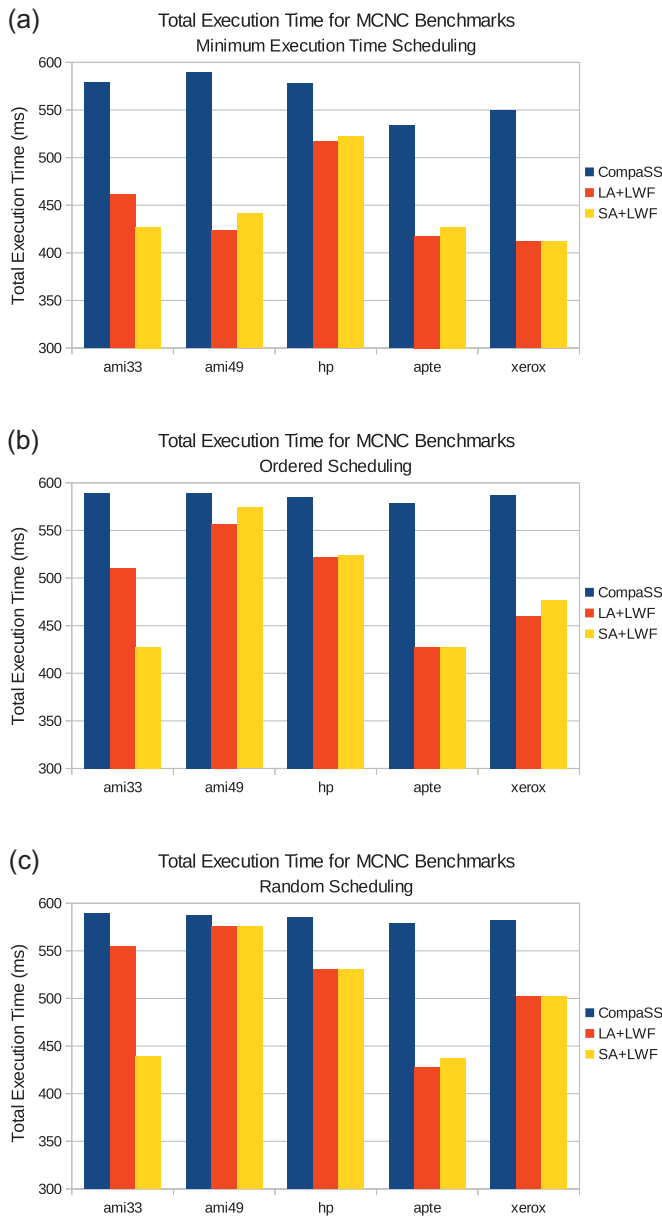 (a)
Total Execution Time for MCNC Benchmarks
Minimum Execution Time Scheduling
Total Execution Time (ms)
600
550
500
450
400
350
300
ami33
ami49
hp
apte
xerox
CompaSS
LA+LWF
SA+LWF
(b)
Total Execution Time for MCNC Benchmarks
Ordered Scheduling
Total Execution Time (ms)
600
550
500
450
400
350
300
ami33
ami49
hp
apte
xerox
CompaSS
LA+LWF
SA+LWF
(c)
Total Execution Time for MCNC Benchmarks
Random Scheduling
Total Execution Time (ms)
600
550
500
450
400
350
300
ami33
ami49
hp
apte
xerox
CompaSS
LA+LWF
SA+LWF